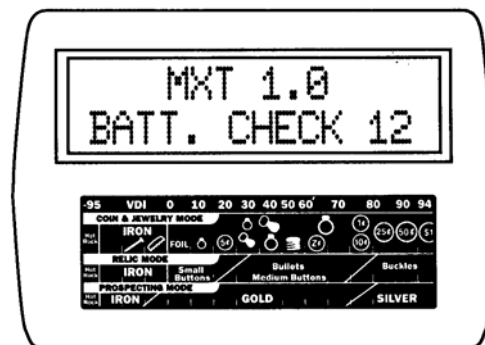 MXT 1.0
BATT. CHECK 12
-95 VDI 0 10 20 30 40 50 60 70 80 90 94
COIN & JEWELRY MODE
Hot Rock IRON FOIL 5¢ 2¢ 1¢ 10¢ 25¢ 50¢ $1
RELIC MODE
Hot Rock IRON Small Buttons Bullets Medium Buttons Buckles
PROSPECTING MODE
Hot Rock IRON GOLD SILVER